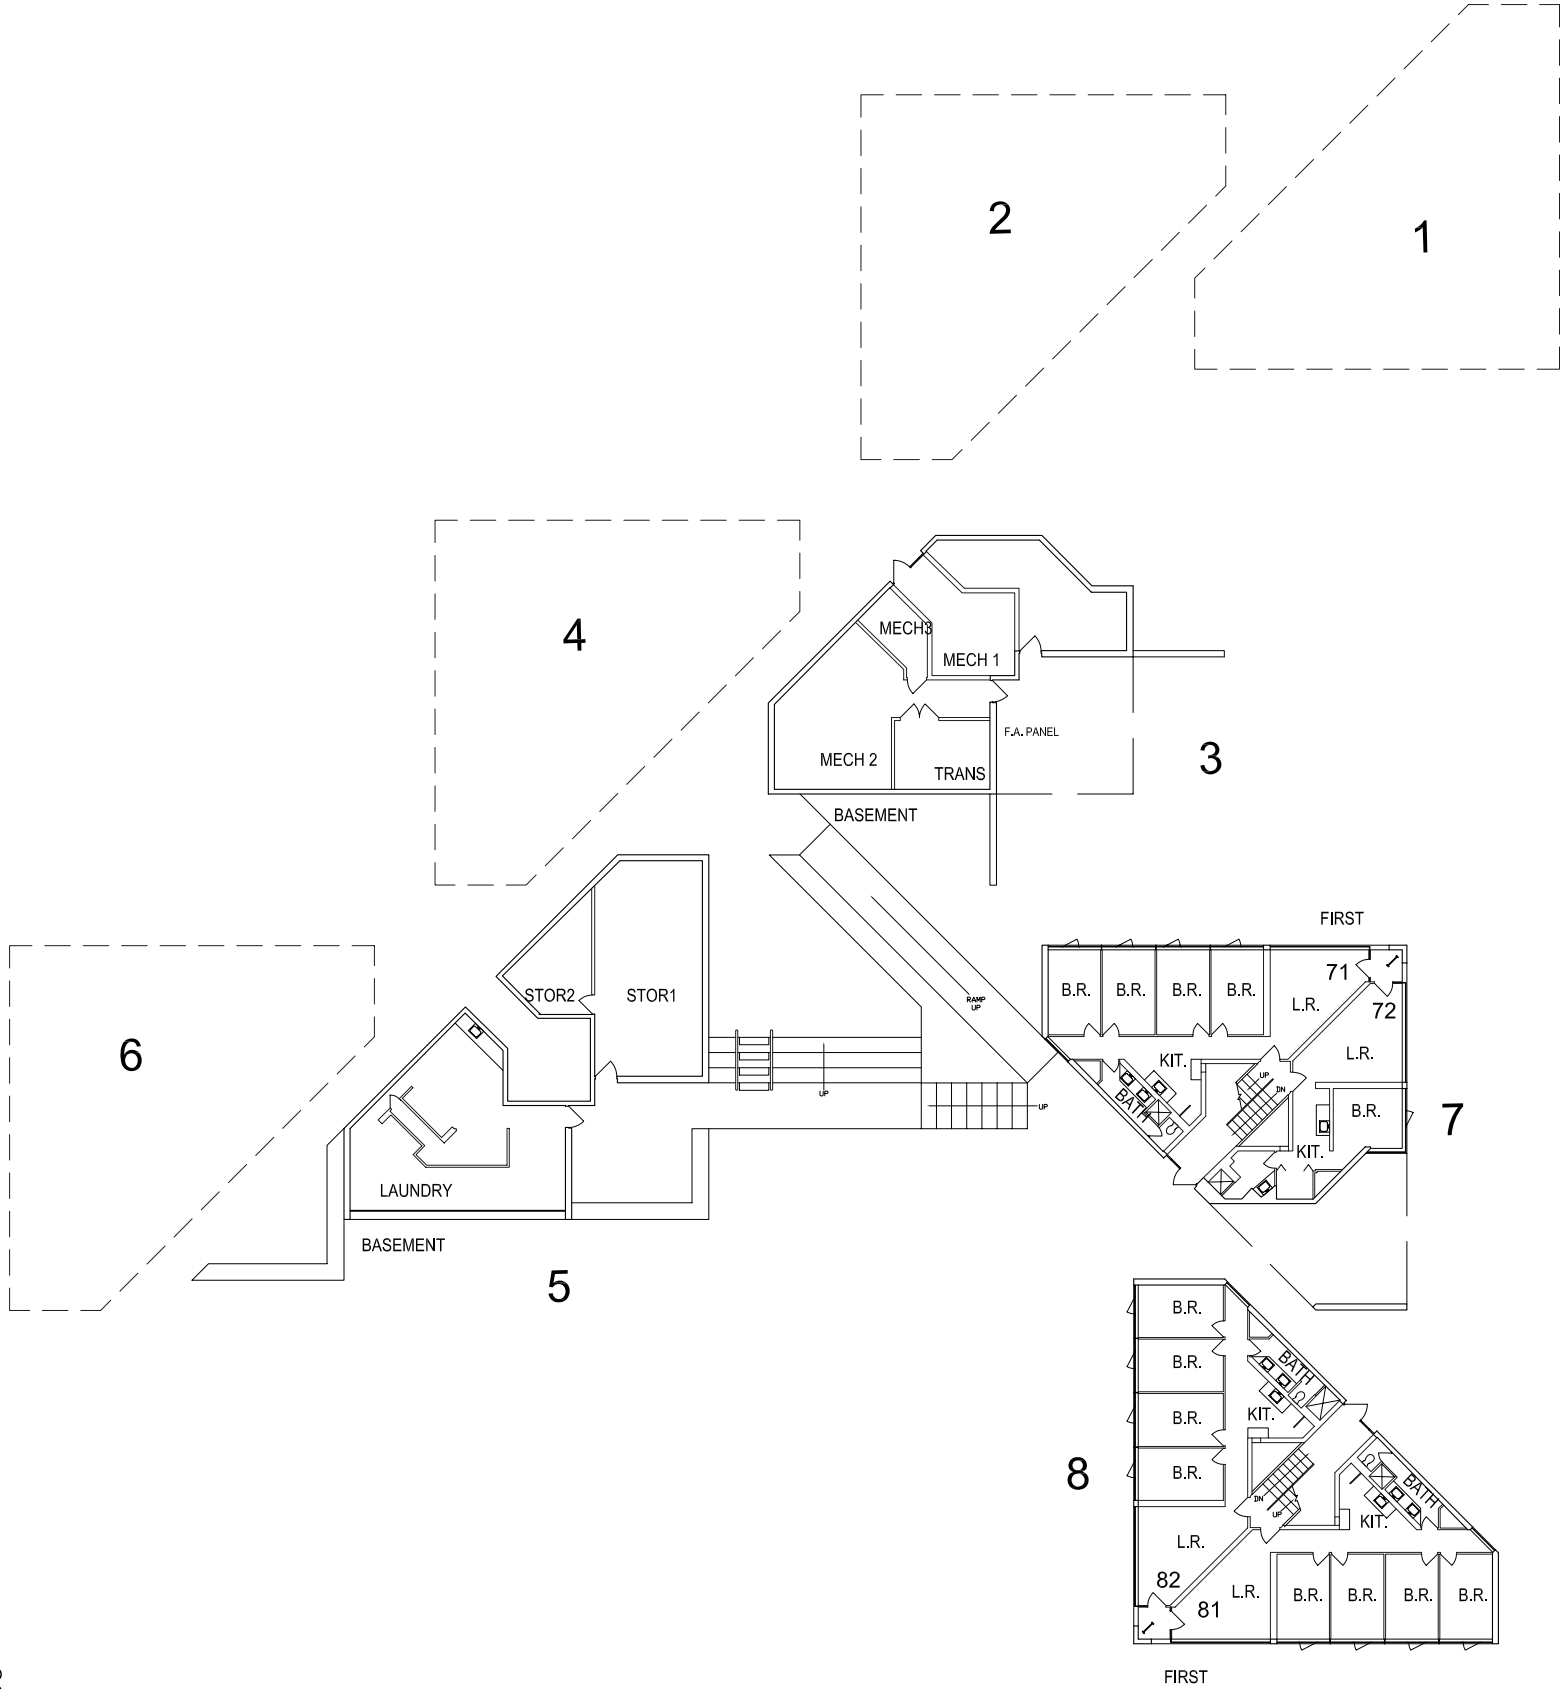 1
2
4
MECH3
MECH 1
F.A. PANEL
MECH 2
TRANS
3
BASEMENT
FIRST
STOR2
STOR1
RAMP
UP
B.R.
B.R.
B.R.
B.R.
71
L.R.
72
6
L.R.
KIT.
UP
DN
BATH
B.R.
7
UP
UP
KIT.
LAUNDRY
BASEMENT
5
B.R.
B.R.
BATH
B.R.
KIT.
8
B.R.
BATH
DN
UP
KIT.
L.R.
82
81
L.R.
B.R.
B.R.
B.R.
B.R.
FIRST